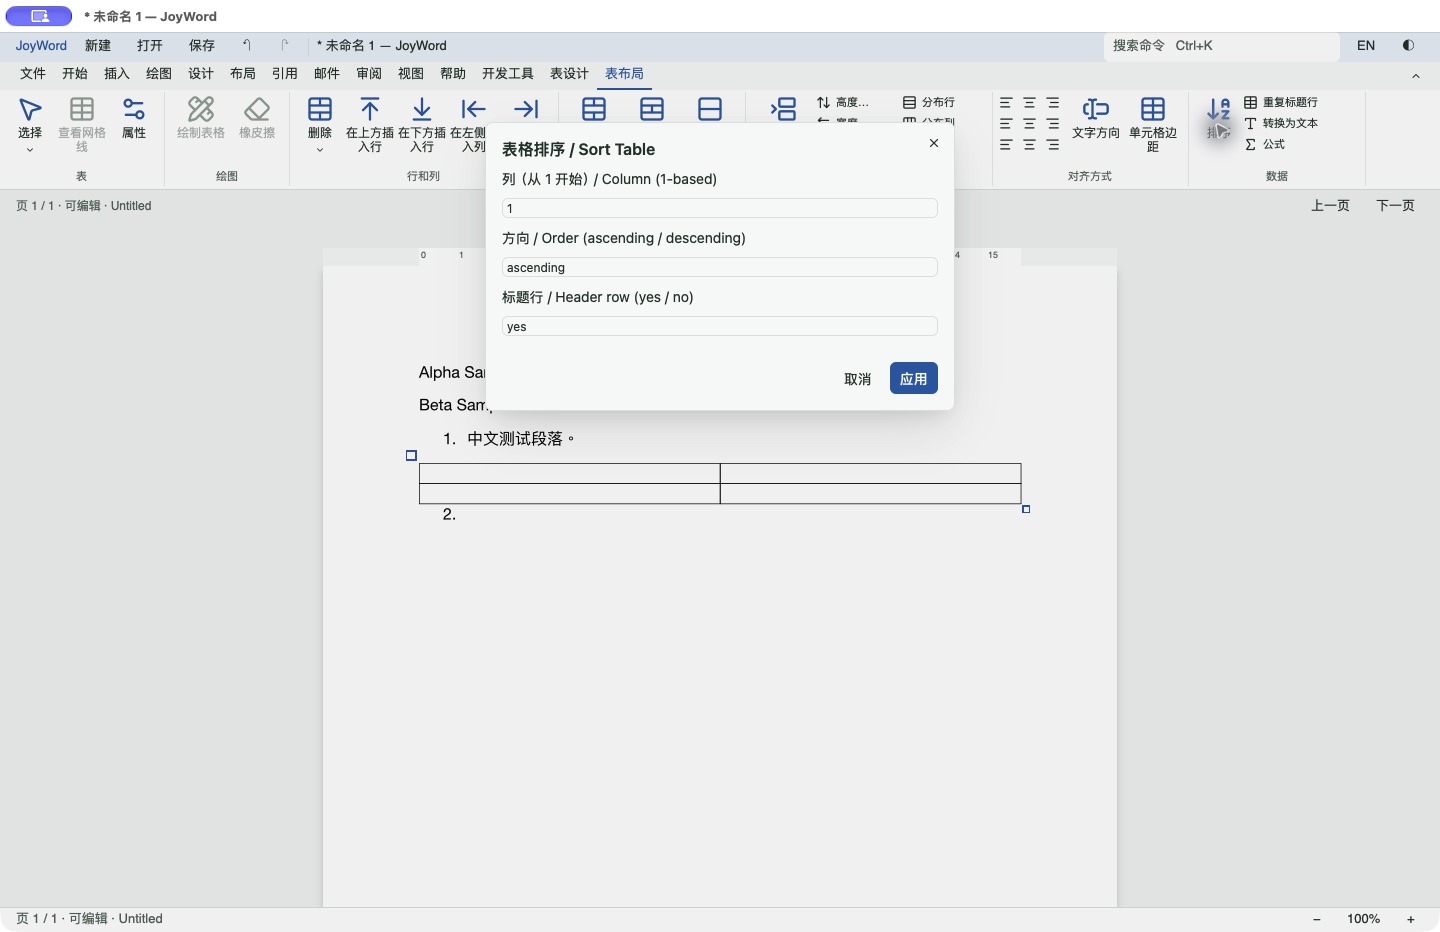 * 未命名 1 — JoyWord
JoyWord 新建 打开 保存 * 未命名 1 — JoyWord 搜索命令 Ctrl+K EN
文件 开始 插入 绘图 设计 布局 引用 邮件 审阅 视图 帮助 开发工具 表设计 表布局
选择 查看网格线 属性 绘制表格 橡皮擦 删除 在上方插入行 在下方插入行 在左侧入列 高度... 分布行 文字方向 单元格边距 重复标题行
转换为文本
公式
表 绘图 行和列 对齐方式 数据
页 1 / 1 · 可编辑 · Untitled 上一页 下一页
表格排序 / Sort Table
列 (从 1 开始) / Column (1-based)
1
方向 / Order (ascending / descending)
ascending
标题行 / Header row (yes / no)
yes
取消 应用
0 1 4 15
Alpha Sa
Beta Sam
1. 中文测试段落。
2.
页 1 / 1 · 可编辑 · Untitled − 100% +